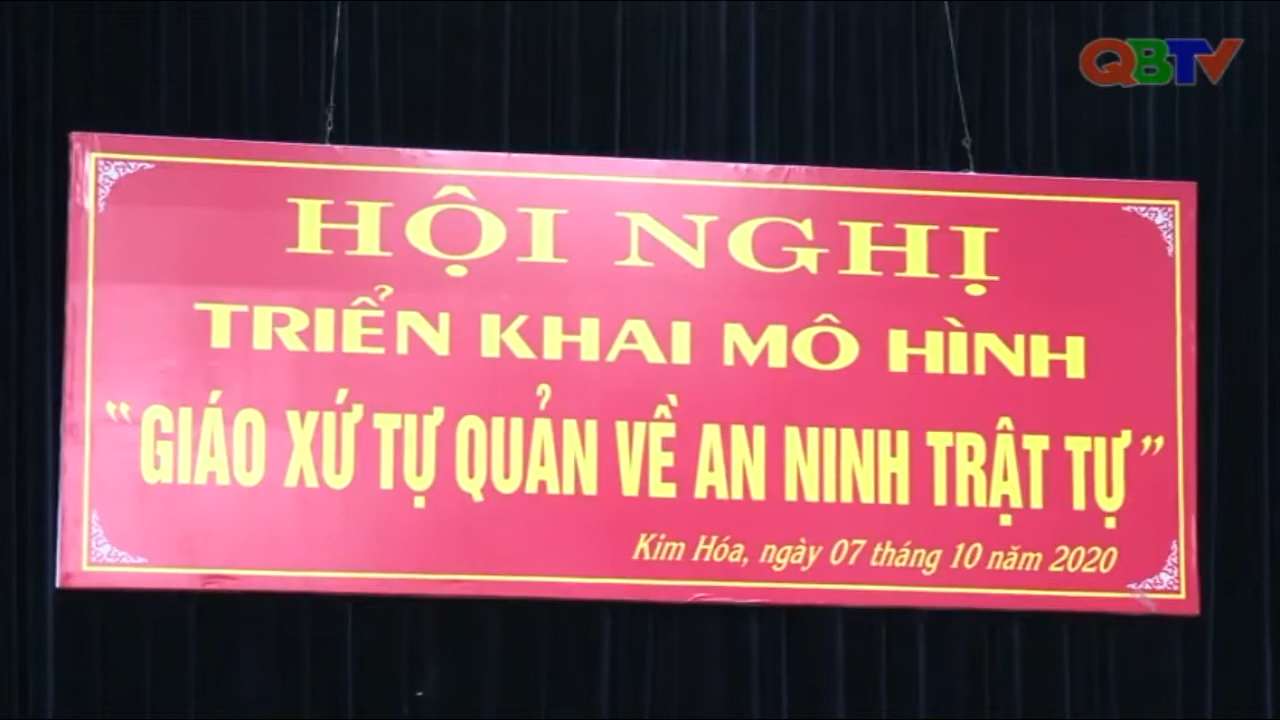 QBTV
HỘI NGHỊ
TRIỂN KHAI MÔ HÌNH
"GIÁO XỨ TỰ QUẢN VỀ AN NINH TRẬT TỰ"
Kim Hóa, ngày 07 tháng 10 năm 2020